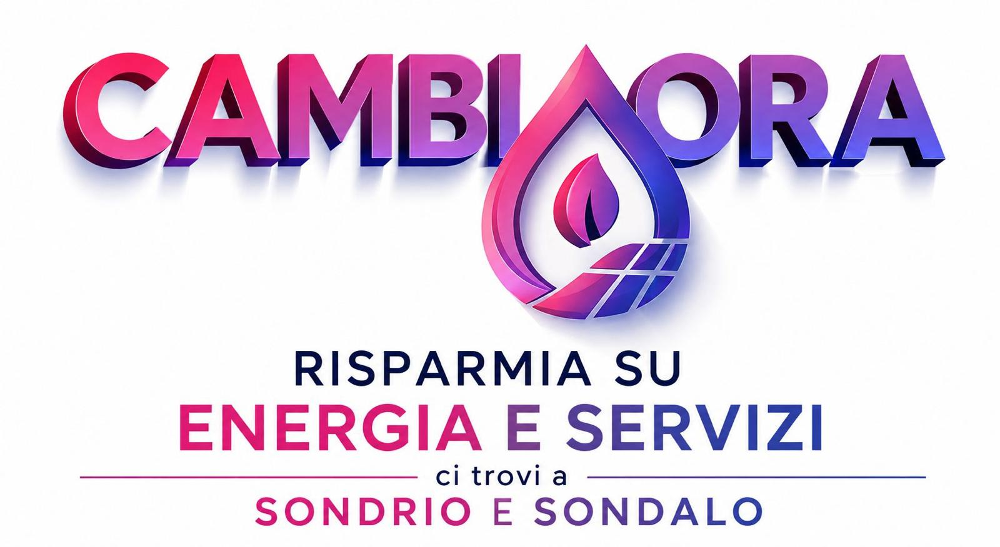 CAMBIAORA
RISPARMIA SU
ENERGIA E SERVIZI
ci trovi a
SONDRIO E SONDALO